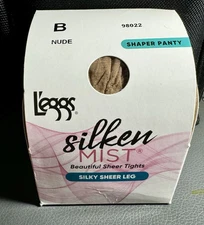 B
98022
NUDE
SHAPER PANTY
L'eggs®
silken
MIST®
Beautiful Sheer Tights
SILKY SHEER LEG